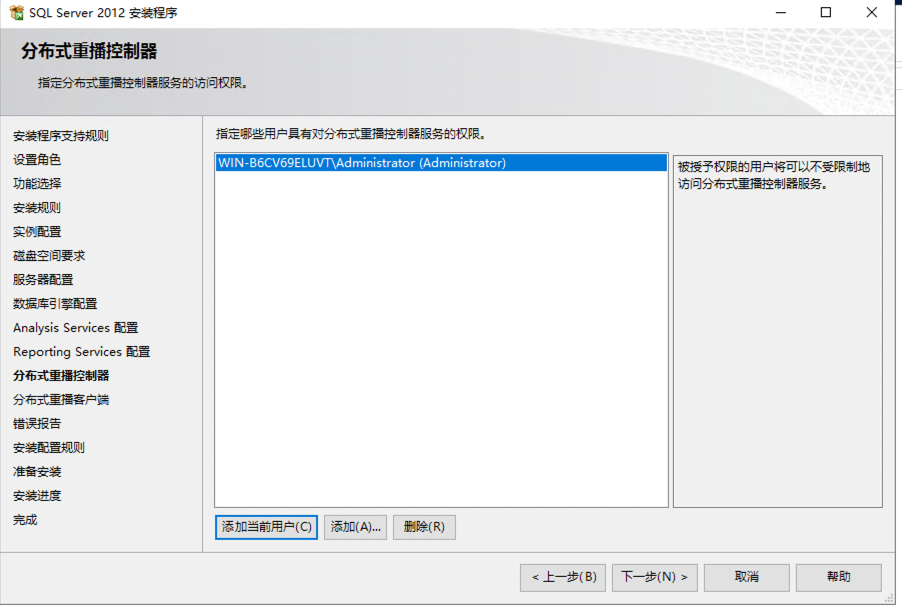 SQL Server 2012 安装程序
分布式重播控制器
指定分布式重播控制器服务的访问权限。
安装程序支持规则
设置角色
功能选择
安装规则
实例配置
磁盘空间要求
服务器配置
数据库引擎配置
Analysis Services 配置
Reporting Services 配置
分布式重播控制器
分布式重播客户端
错误报告
安装配置规则
准备安装
安装进度
完成
指定哪些用户具有对分布式重播控制器服务的权限。
WIN-B6CV69ELUVT\Administrator (Administrator)
被授予权限的用户将可以不受限制地
访问分布式重播控制器服务。
添加当前用户(C) 添加(A)... 删除(R)
< 上一步(B) 下一步(N) > 取消 帮助